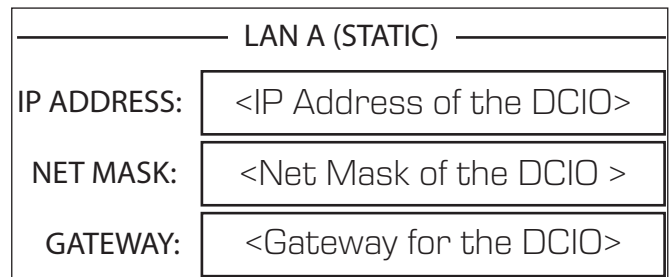 LAN A (STATIC)
IP ADDRESS: <IP Address of the DCIO>
NET MASK: <Net Mask of the DCIO >
GATEWAY: <Gateway for the DCIO>